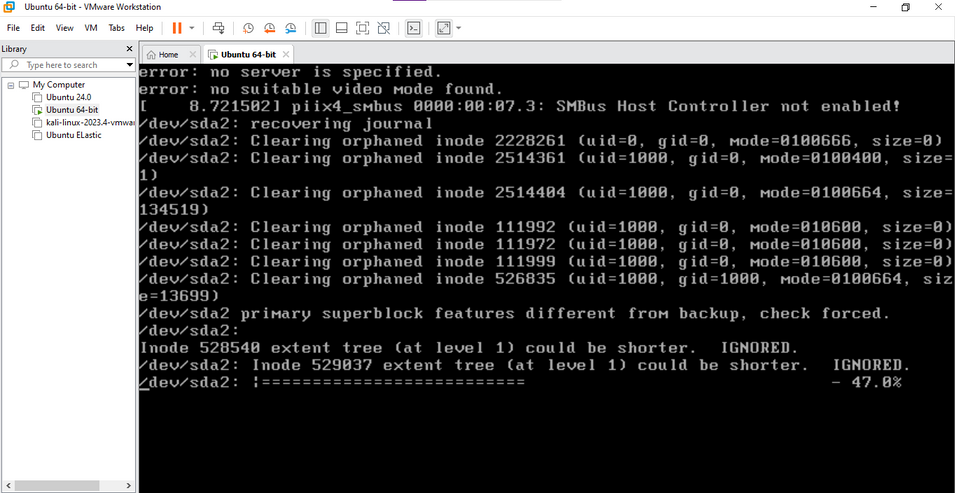 Ubuntu 64-bit - VMware Workstation
File Edit View VM Tabs Help
Library
Type here to search
My Computer
Ubuntu 24.0
Ubuntu 64-bit
kali-linux-2023.4-vmwar
Ubuntu ELastic
Home
Ubuntu 64-bit
error: no server is specified.
error: no suitable video mode found.
[    8.721502] piix4_smbus 0000:00:07.3: SMBus Host Controller not enabled!
/dev/sda2: recovering journal
/dev/sda2: Clearing orphaned inode 2228261 (uid=0, gid=0, mode=0100666, size=0)
/dev/sda2: Clearing orphaned inode 2514361 (uid=1000, gid=0, mode=0100400, size=
1)
/dev/sda2: Clearing orphaned inode 2514404 (uid=1000, gid=0, mode=0100664, size=
134519)
/dev/sda2: Clearing orphaned inode 111992 (uid=1000, gid=0, mode=010600, size=0)
/dev/sda2: Clearing orphaned inode 111972 (uid=1000, gid=0, mode=010600, size=0)
/dev/sda2: Clearing orphaned inode 111999 (uid=1000, gid=0, mode=010600, size=0)
/dev/sda2: Clearing orphaned inode 526835 (uid=1000, gid=1000, mode=0100664, siz
e=13699)
/dev/sda2 primary superblock features different from backup, check forced.
/dev/sda2:
Inode 528540 extent tree (at level 1) could be shorter.  IGNORED.
/dev/sda2: Inode 529037 extent tree (at level 1) could be shorter.  IGNORED.
/dev/sda2: |========================== - 47.0%